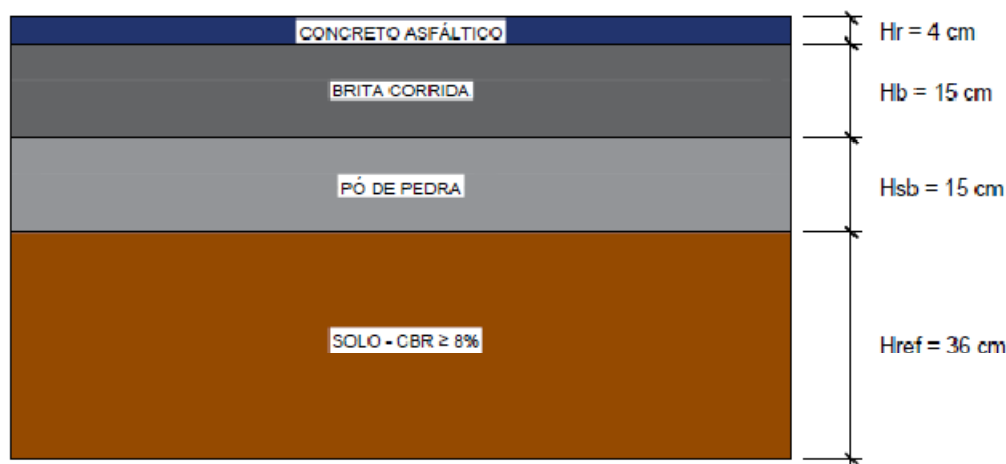 CONCRETO ASFÁLTICO
Hr = 4 cm
BRITA CORRIDA
Hb = 15 cm
PÓ DE PEDRA
Hsb = 15 cm
SOLO - CBR ≥ 8%
Href = 36 cm